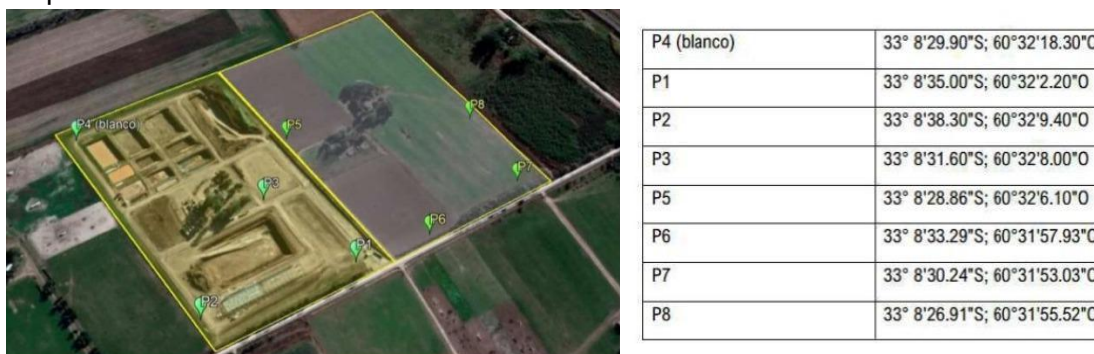 P4 (blanco)
P5
P8
P7
P3
P6
P1
P2
P4 (blanco) 33° 8'29.90"S; 60°32'18.30"O
P1 33° 8'35.00"S; 60°32'2.20"O
P2 33° 8'38.30"S; 60°32'9.40"O
P3 33° 8'31.60"S; 60°32'8.00"O
P5 33° 8'28.86"S; 60°32'6.10"O
P6 33° 8'33.29"S; 60°31'57.93"O
P7 33° 8'30.24"S; 60°31'53.03"O
P8 33° 8'26.91"S; 60°31'55.52"O